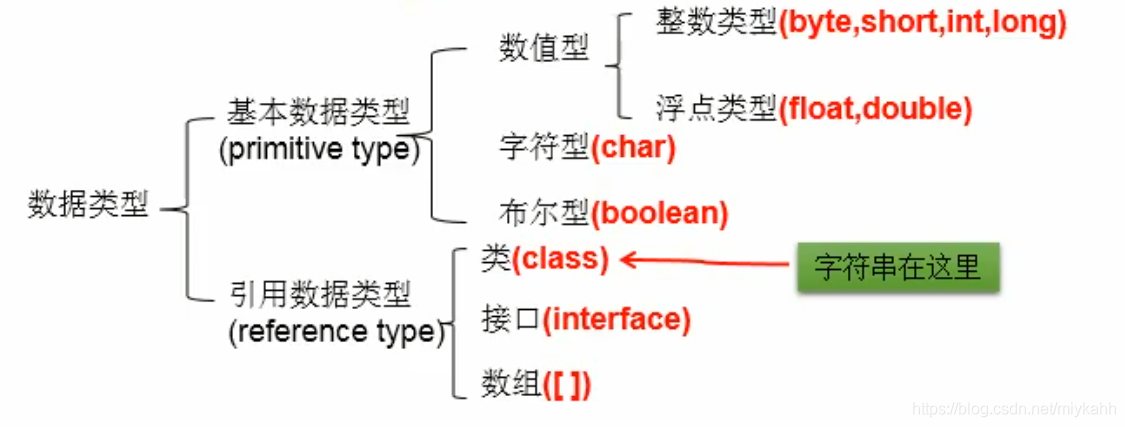 整数类型(byte,short,int,long)
数值型
浮点类型(float,double)
基本数据类型
(primitive type)
字符型(char)
数据类型
布尔型(boolean)
类(class)
字符串在这里
引用数据类型
(reference type)
接口(interface)
数组([ ])
https://blog.csdn.net/miykahh